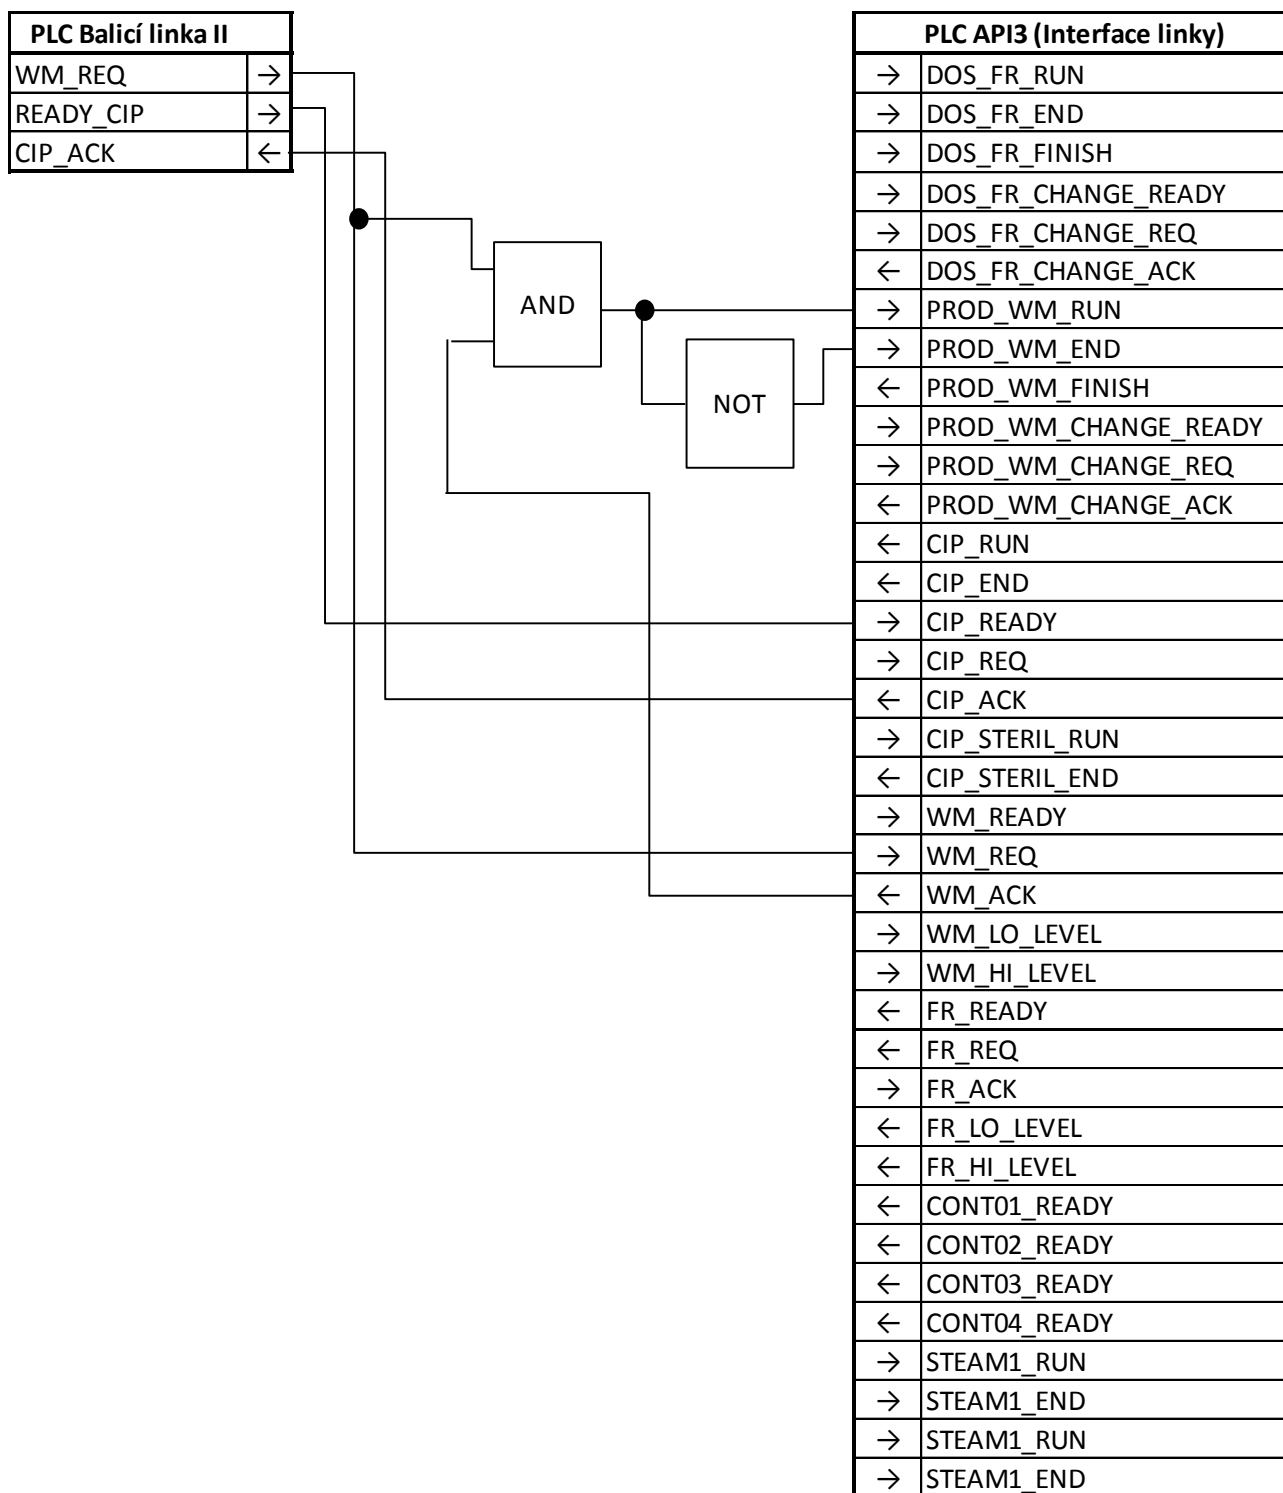 PLC Balicí linka II
WM_REQ →
READY_CIP →
CIP_ACK ←
AND
NOT
PLC API3 (Interface linky)
→ DOS_FR_RUN
→ DOS_FR_END
→ DOS_FR_FINISH
→ DOS_FR_CHANGE_READY
→ DOS_FR_CHANGE_REQ
← DOS_FR_CHANGE_ACK
→ PROD_WM_RUN
→ PROD_WM_END
← PROD_WM_FINISH
→ PROD_WM_CHANGE_READY
→ PROD_WM_CHANGE_REQ
← PROD_WM_CHANGE_ACK
← CIP_RUN
← CIP_END
→ CIP_READY
→ CIP_REQ
← CIP_ACK
→ CIP_STERIL_RUN
← CIP_STERIL_END
→ WM_READY
→ WM_REQ
← WM_ACK
→ WM_LO_LEVEL
→ WM_HI_LEVEL
← FR_READY
← FR_REQ
→ FR_ACK
← FR_LO_LEVEL
← FR_HI_LEVEL
← CONT01_READY
← CONT02_READY
← CONT03_READY
← CONT04_READY
→ STEAM1_RUN
→ STEAM1_END
→ STEAM1_RUN
→ STEAM1_END